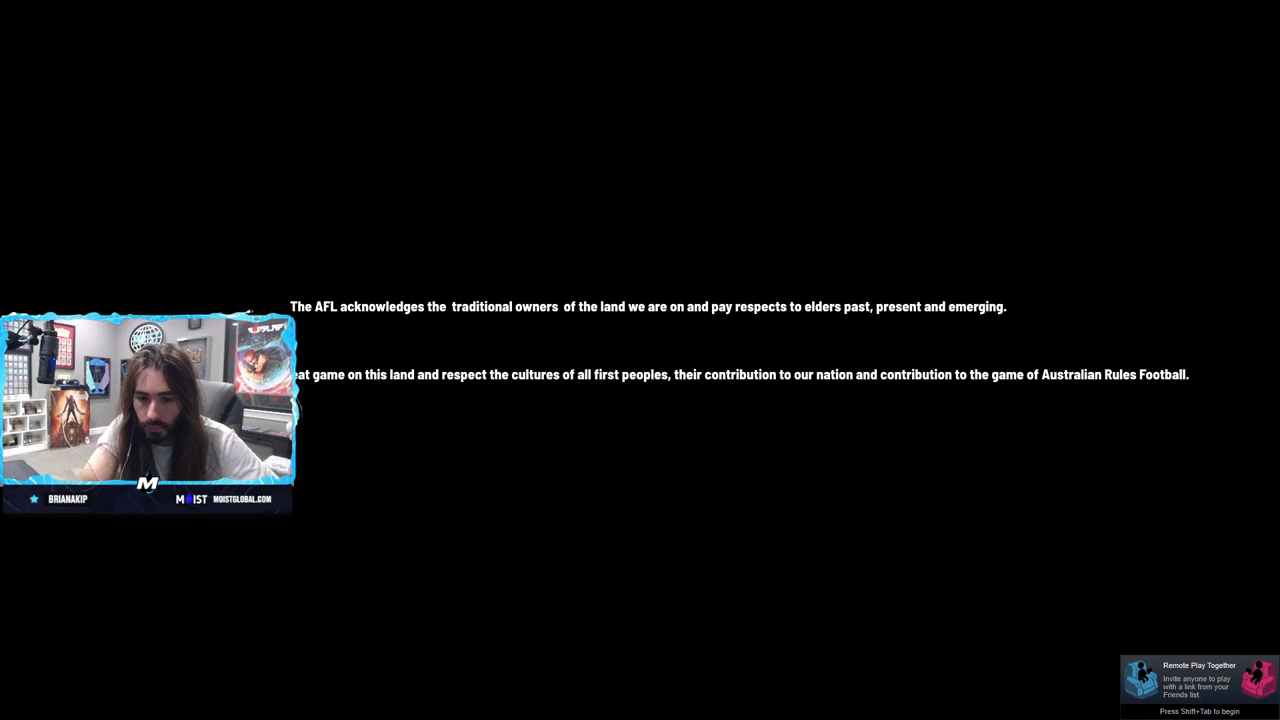 The AFL acknowledges the traditional owners of the land we are on and pay respects to elders past, present and emerging.
game on this land and respect the cultures of all first peoples, their contribution to our nation and contribution to the game of Australian Rules Football.
M
BRIANAKIP
MOIST
MOISTGLOBAL.COM
Remote Play Together
Invite anyone to play
with a link from your
Friends list.
Press Shift+Tab to begin